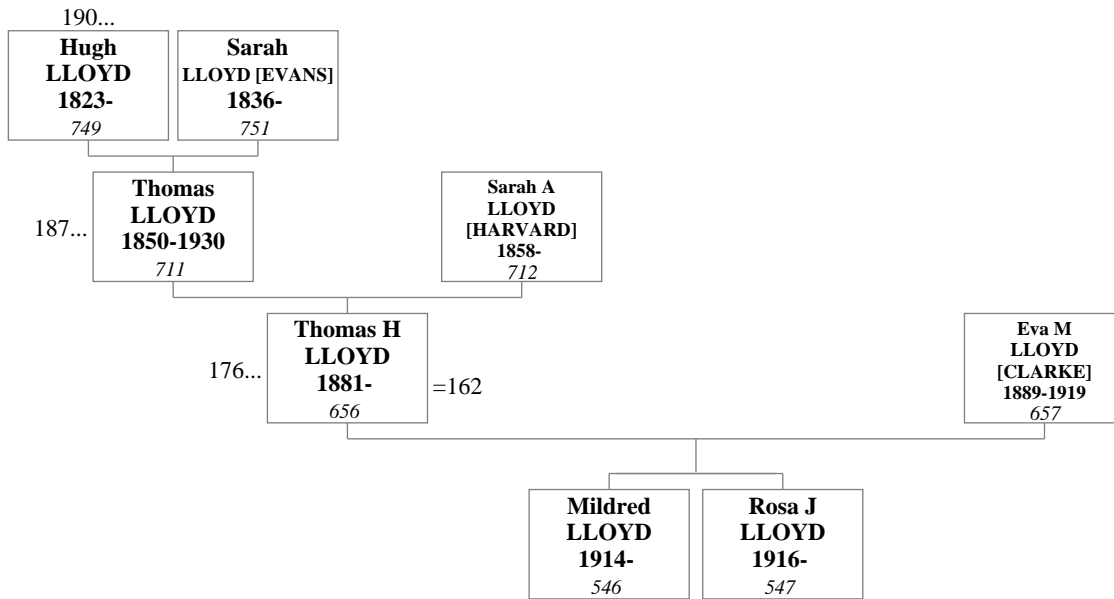 190...
Hugh
LLOYD
1823-
749
Sarah
LLOYD [EVANS]
1836-
751
187...
Thomas
LLOYD
1850-1930
711
Sarah A
LLOYD
[HARVARD]
1858-
712
176...
Thomas H
LLOYD
1881-
656
=162
Eva M
LLOYD
[CLARKE]
1889-1919
657
Mildred
LLOYD
1914-
546
Rosa J
LLOYD
1916-
547